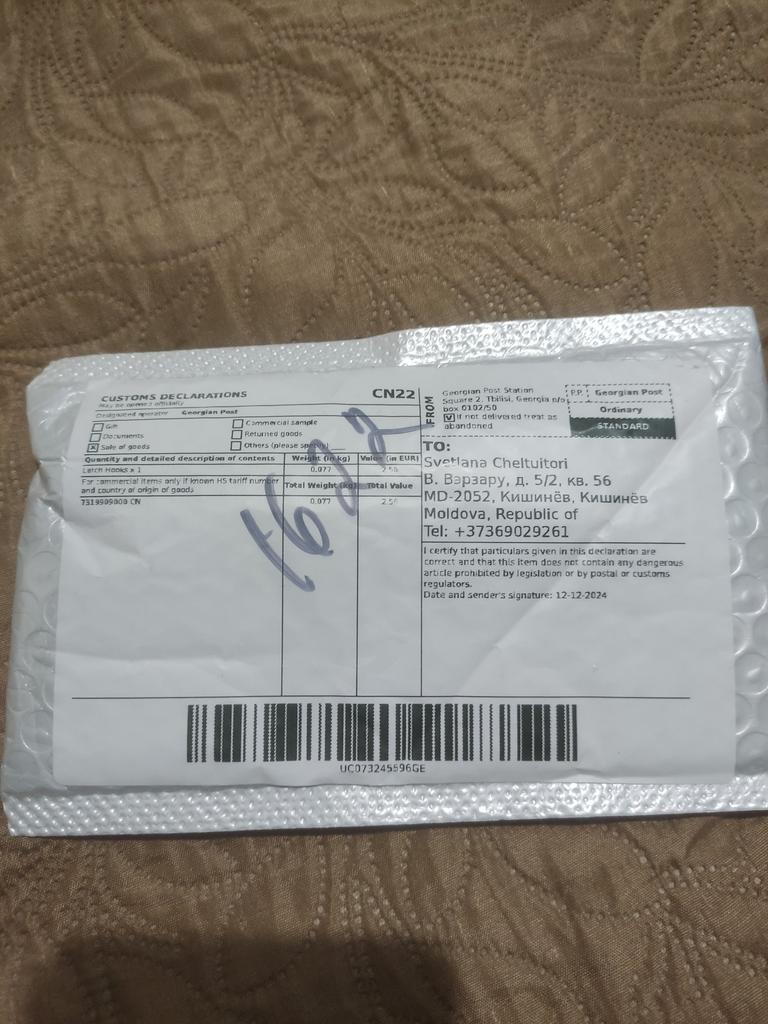 CUSTOMS DECLARATIONS
CN22
May be opened officially
Designated operator Georgian Post
Gift
Commercial sample
Documents
Returned goods
Sale of goods
Others (please specify)
Quantity and detailed description of contents
Weight (in kg)
Value (in EUR)
Latch Hooks x 1
0.077
For commercial items only if known HS tariff number
and country of origin of goods
Total Weight (kg)
Total Value
7319909000 CN
0.077
1622
FROM
Georgian Post Station
Square 2, Tbilisi, Georgia n/o
box 0102/50
If not delivered treat as
abandoned
P.P. Georgian Post
Ordinary
STANDARD
TO:
Svetlana Cheltuitori
В. Вэрзару, д. 5/2, кв. 56
MD-2052, Кишинёв, Кишинёв
Moldova, Republic of
Tel: +37369029261
I certify that particulars given in this declaration are
correct and that this item does not contain any dangerous
article prohibited by legislation or by postal or customs
regulators.
Date and sender's signature: 12-12-2024
UC073245596GE